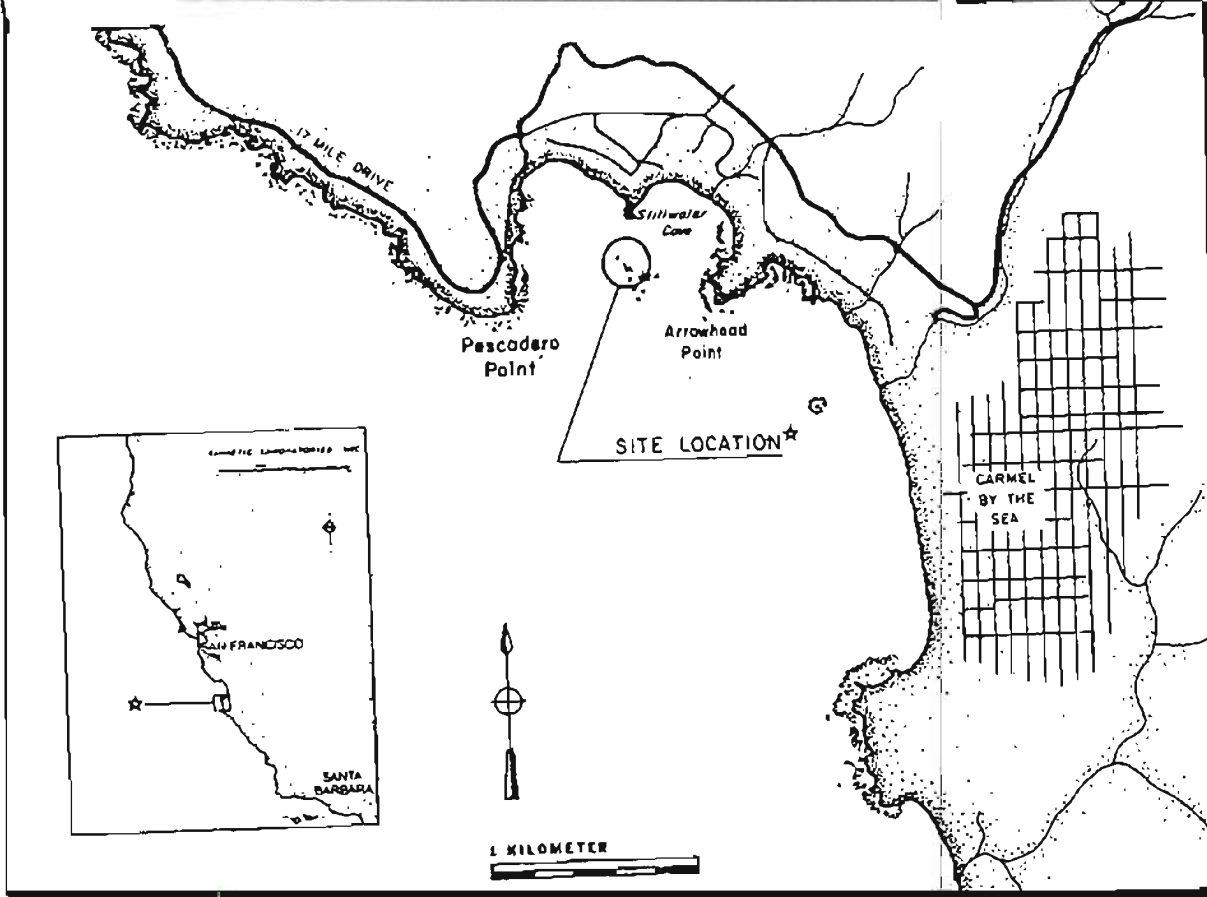 17 MILE DRIVE
Stillwater
Cove
Pescadero
Point
Arrowhead
Point
SITE LOCATION
CARMEL
BY THE
SEA
SAN FRANCISCO
SANTA
BARBARA
1 KILOMETER